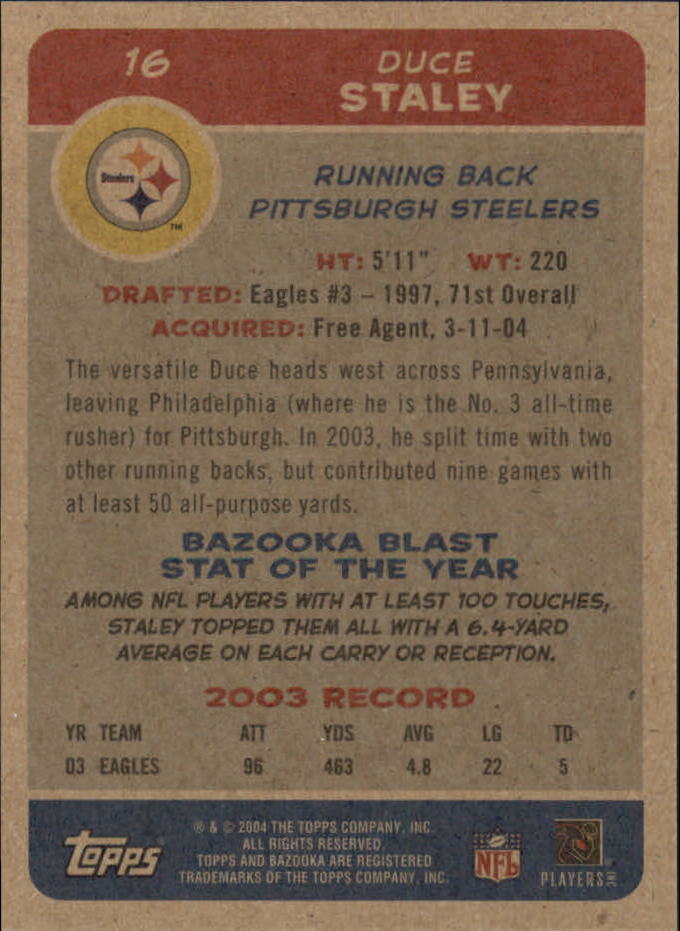 16
DUCE
STALEY
Steelers
TM
RUNNING BACK
PITTSBURGH STEELERS
HT: 5'11" WT: 220
DRAFTED: Eagles #3 – 1997, 71st Overall
ACQUIRED: Free Agent, 3-11-04
The versatile Duce heads west across Pennsylvania,
leaving Philadelphia (where he is the No. 3 all-time
rusher) for Pittsburgh. In 2003, he split time with two
other running backs, but contributed nine games with
at least 50 all-purpose yards.
BAZOOKA BLAST
STAT OF THE YEAR
AMONG NFL PLAYERS WITH AT LEAST 100 TOUCHES,
STALEY TOPPED THEM ALL WITH A 6.4-YARD
AVERAGE ON EACH CARRY OR RECEPTION.
2003 RECORD
YR TEAM ATT YDS AVG LG TD
03 EAGLES 96 463 4.8 22 5
topps
® & © 2004 THE TOPPS COMPANY, INC.
ALL RIGHTS RESERVED.
TOPPS AND BAZOOKA ARE REGISTERED
TRADEMARKS OF THE TOPPS COMPANY, INC.
NFL
PLAYERS